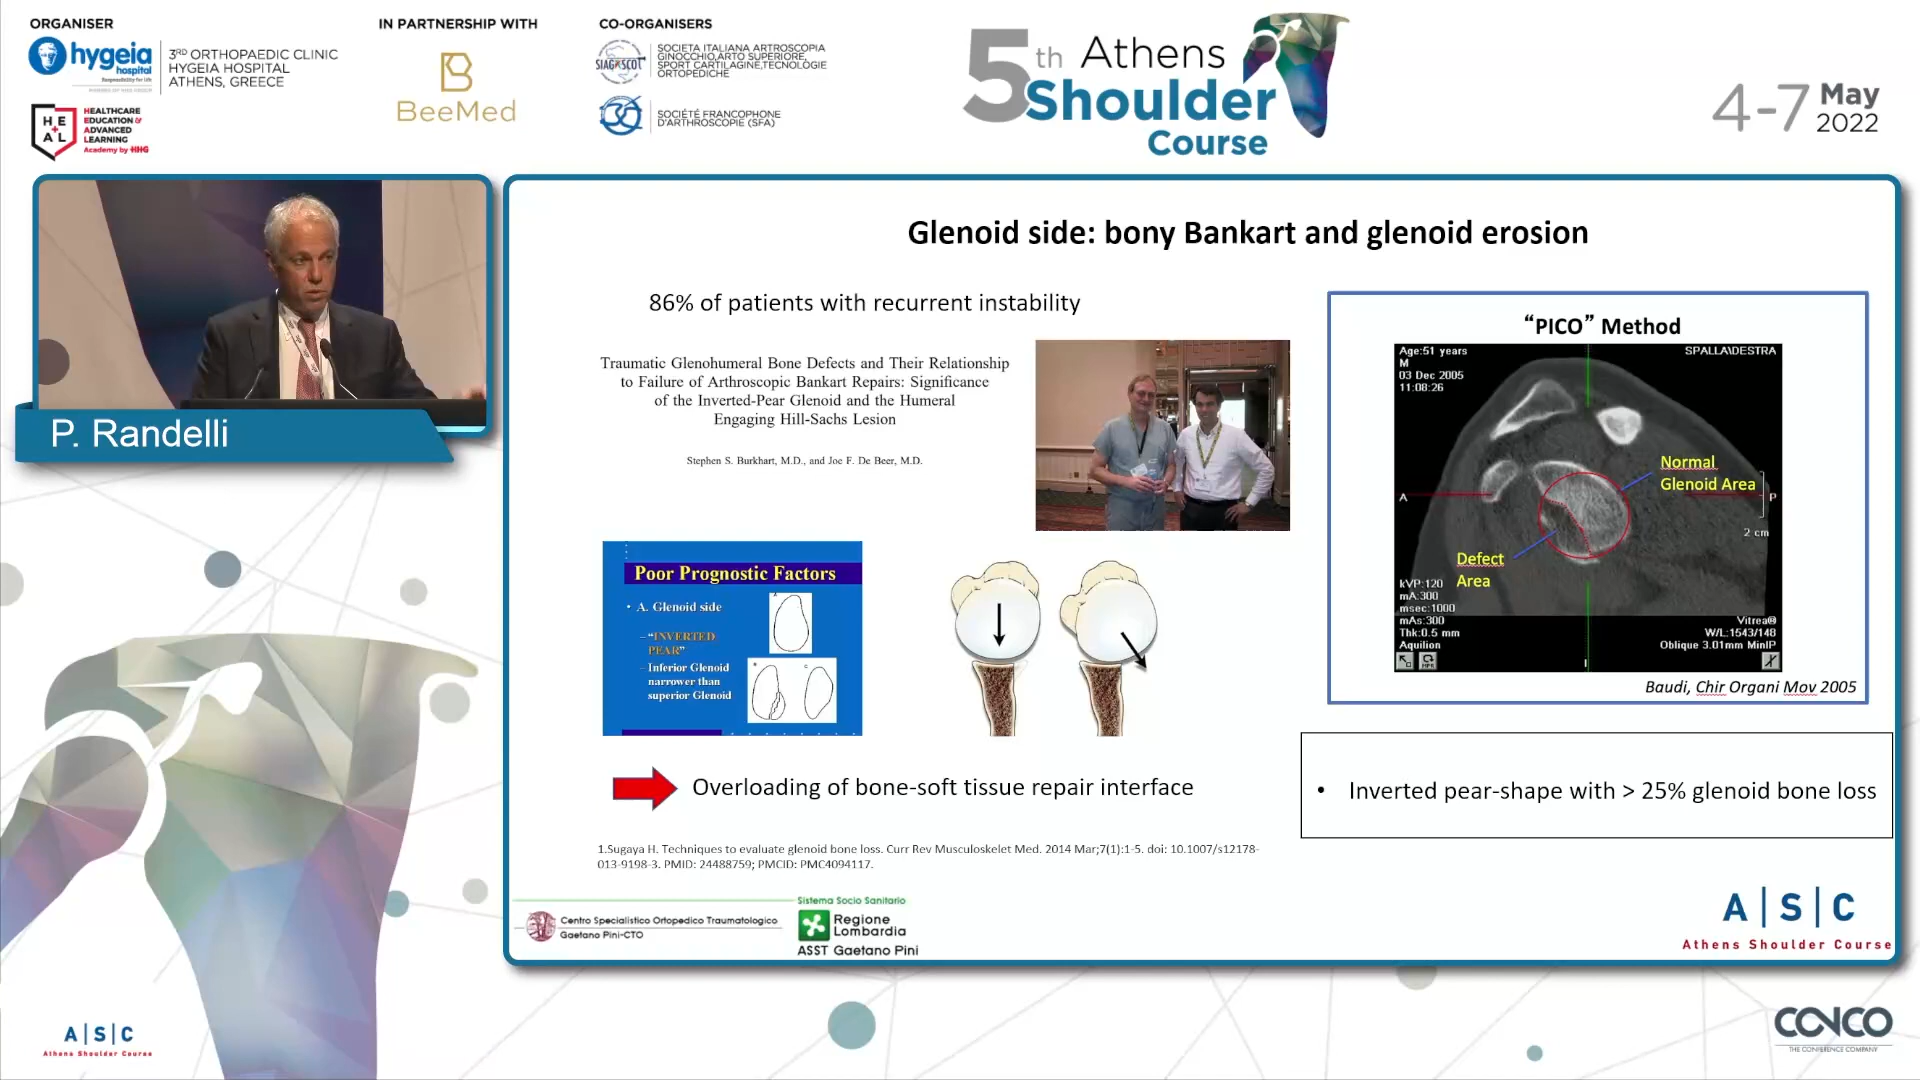 ORGANISER
hygeia
hospital
3RD ORTHOPAEDIC CLINIC
HYGEIA HOSPITAL
ATHENS, GREECE
HE
AL
HEALTHCARE
EDUCATION &
ADVANCED
LEARNING
Academy by HHG
IN PARTNERSHIP WITH
BeeMed
CO-ORGANISERS
SIAGASCOT
SOCIETA ITALIANA ARTROSCOPIA
GINOCCHIO,ARTO SUPERIORE,
SPORT CARTILAGINE,TECNOLOGIE
ORTOPEDICHE
SOCIÉTÉ FRANCOPHONE
D'ARTHROSCOPIE (SFA)
5th Athens
Shoulder
Course
4-7 May
2022
P. Randelli
Glenoid side: bony Bankart and glenoid erosion
86% of patients with recurrent instability
Traumatic Glenohumeral Bone Defects and Their Relationship
to Failure of Arthroscopic Bankart Repairs: Significance
of the Inverted-Pear Glenoid and the Humeral
Engaging Hill-Sachs Lesion
Stephen S. Burkhart, M.D., and Joe F. De Beer, M.D.
Poor Prognostic Factors
• A. Glenoid side
– "INVERTED
PEAR"
– Inferior Glenoid
narrower than
superior Glenoid
“PICO” Method
Age:51 years
M
03 Dec 2005
11:08:26
SPALLA\DESTRA
Normal
Glenoid Area
A
P
2 cm
Defect
Area
kVP:120
mA:300
msec:1000
mAs:300
Thk:0.5 mm
Aquilion
Vitrea®
W/L:1543/148
Oblique 3.01mm MinIP
I
Baudi, Chir Organi Mov 2005
Overloading of bone-soft tissue repair interface
• Inverted pear-shape with > 25% glenoid bone loss
1.Sugaya H. Techniques to evaluate glenoid bone loss. Curr Rev Musculoskelet Med. 2014 Mar;7(1):1-5. doi: 10.1007/s12178-
013-9198-3. PMID: 24488759; PMCID: PMC4094117.
Centro Specialistico Ortopedico Traumatologico
Gaetano Pini-CTO
Sistema Socio Sanitario
Regione
Lombardia
ASST Gaetano Pini
A|S|C
Athens Shoulder Course
A|S|C
Athens Shoulder Course
CONCO
THE CONFERENCE COMPANY